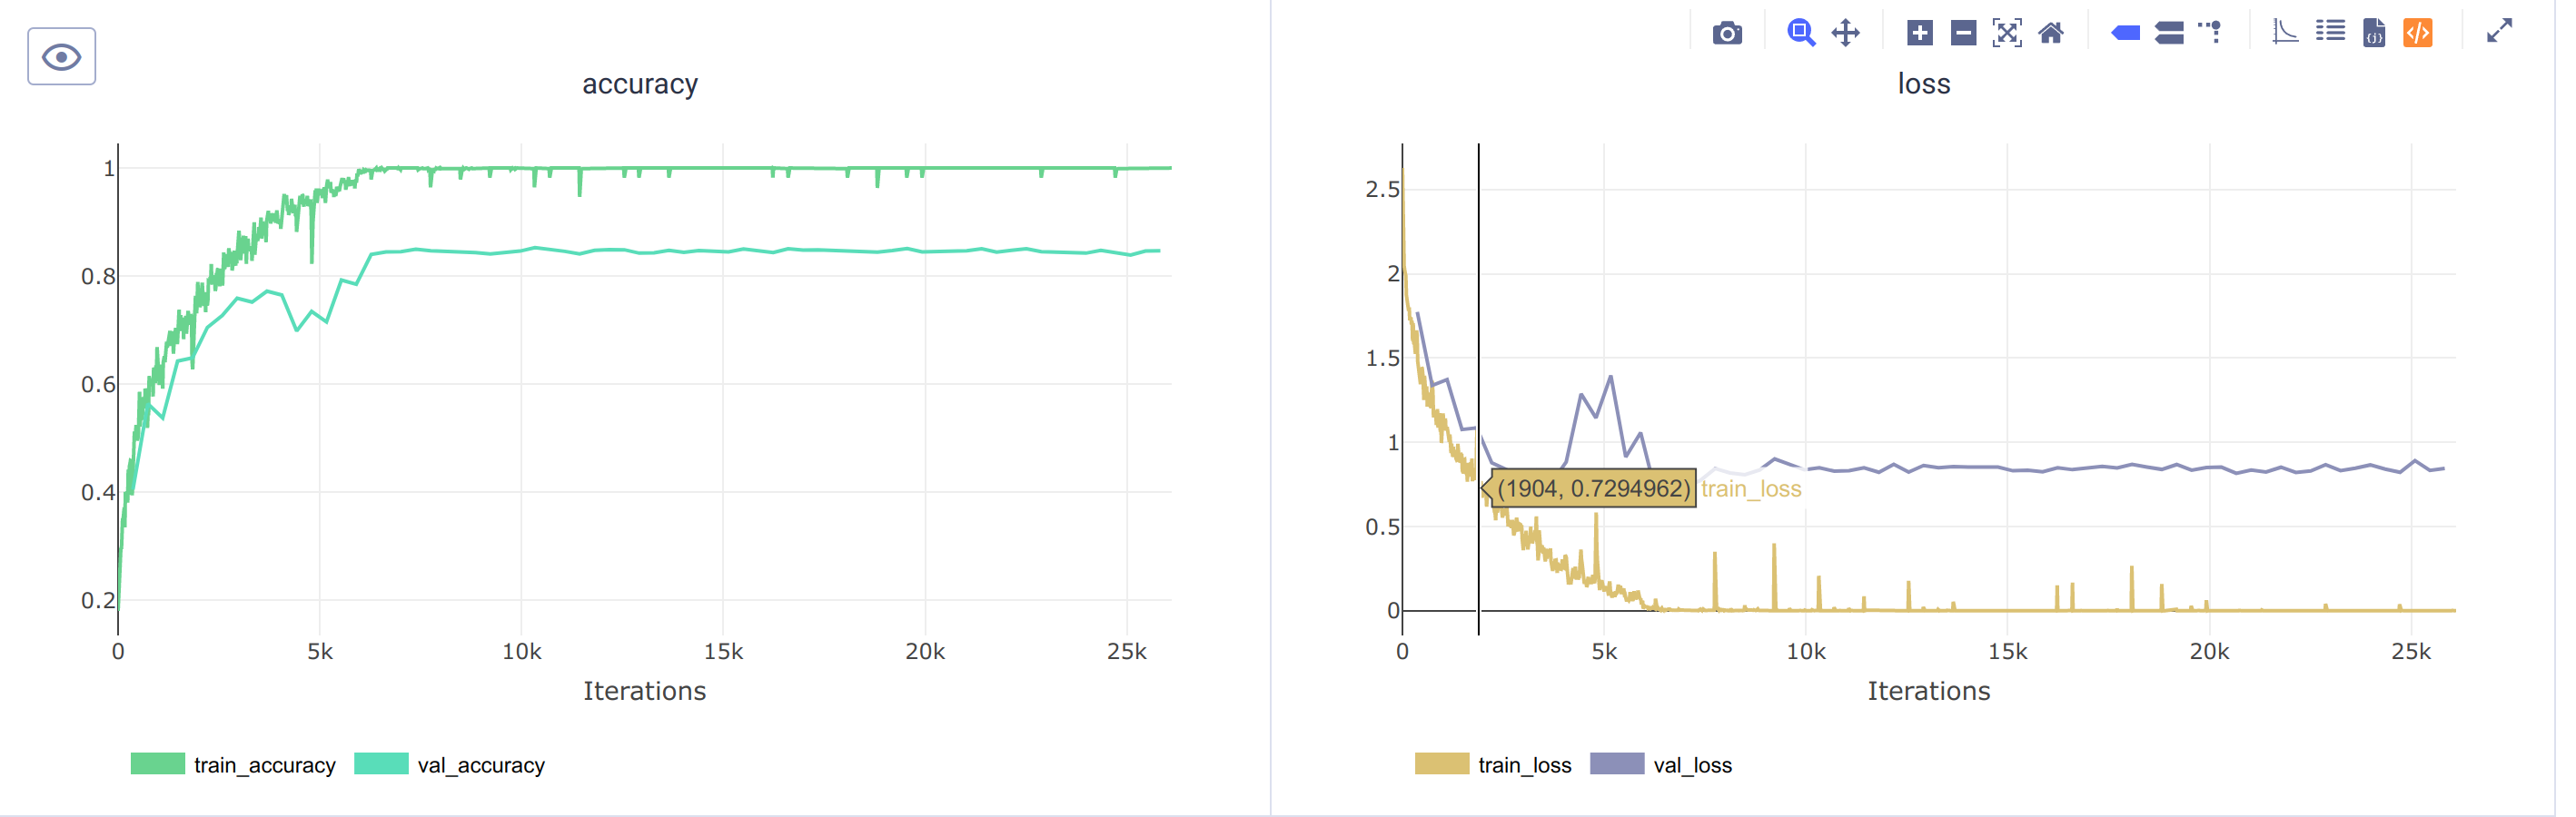 accuracy
1
0.8
0.6
0.4
0.2
0 5k 10k 15k 20k 25k
Iterations
train_accuracy val_accuracy
loss
2.5
2
1.5
1
0.5
0
(1904, 0.7294962) train_loss
0 5k 10k 15k 20k 25k
Iterations
train_loss val_loss